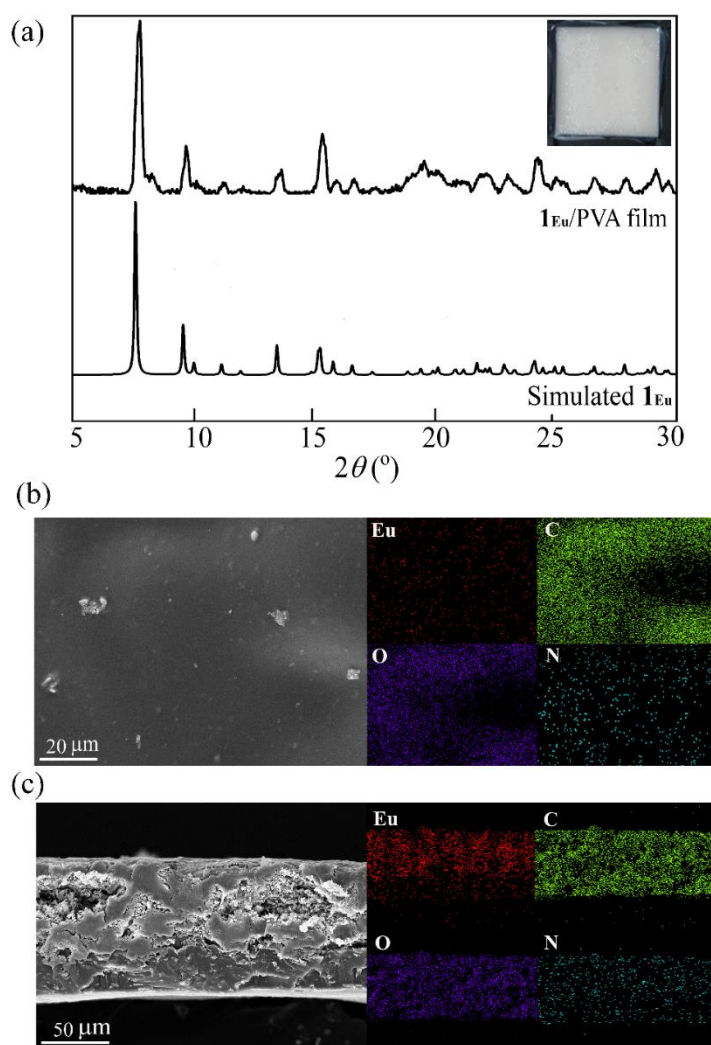 (a)
1Eu/PVA film
Simulated 1Eu
5 10 15 20 25 30
2θ (°)
(b)
Eu C
O N
20 μm
(c)
Eu C
O N
50 μm